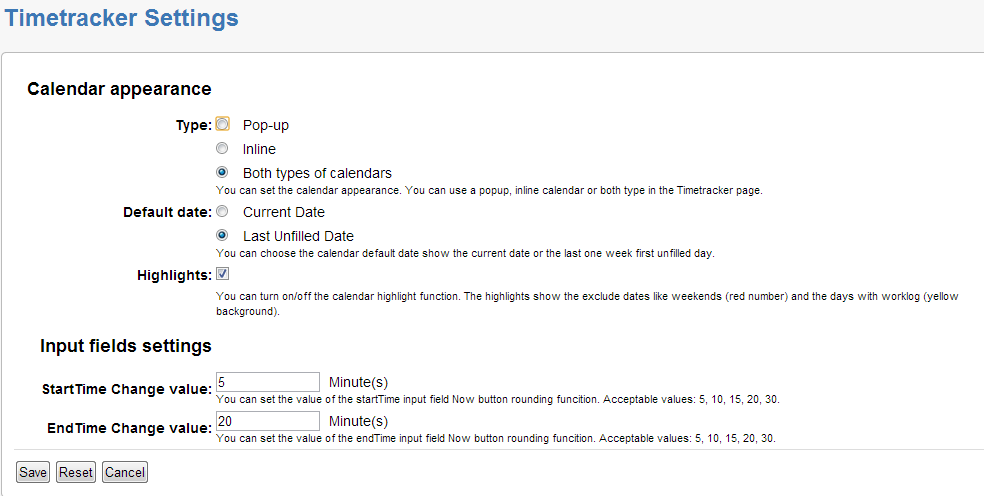 Timetracker Settings
Calendar appearance
Type: Pop-up
Inline
Both types of calendars
You can set the calendar appearance. You can use a popup, inline calendar or both type in the Timetracker page.
Default date: Current Date
Last Unfilled Date
You can choose the calendar default date show the current date or the last one week first unfilled day.
Highlights:
You can turn on/off the calendar highlight function. The highlights show the exclude dates like weekends (red number) and the days with worklog (yellow
background).
Input fields settings
StartTime Change value: 5 Minute(s)
You can set the value of the startTime input field Now button rounding funcition. Acceptable values: 5, 10, 15, 20, 30.
EndTime Change value: 20 Minute(s)
You can set the value of the endTime input field Now button rounding funcition. Acceptable values: 5, 10, 15, 20, 30.
Save Reset Cancel